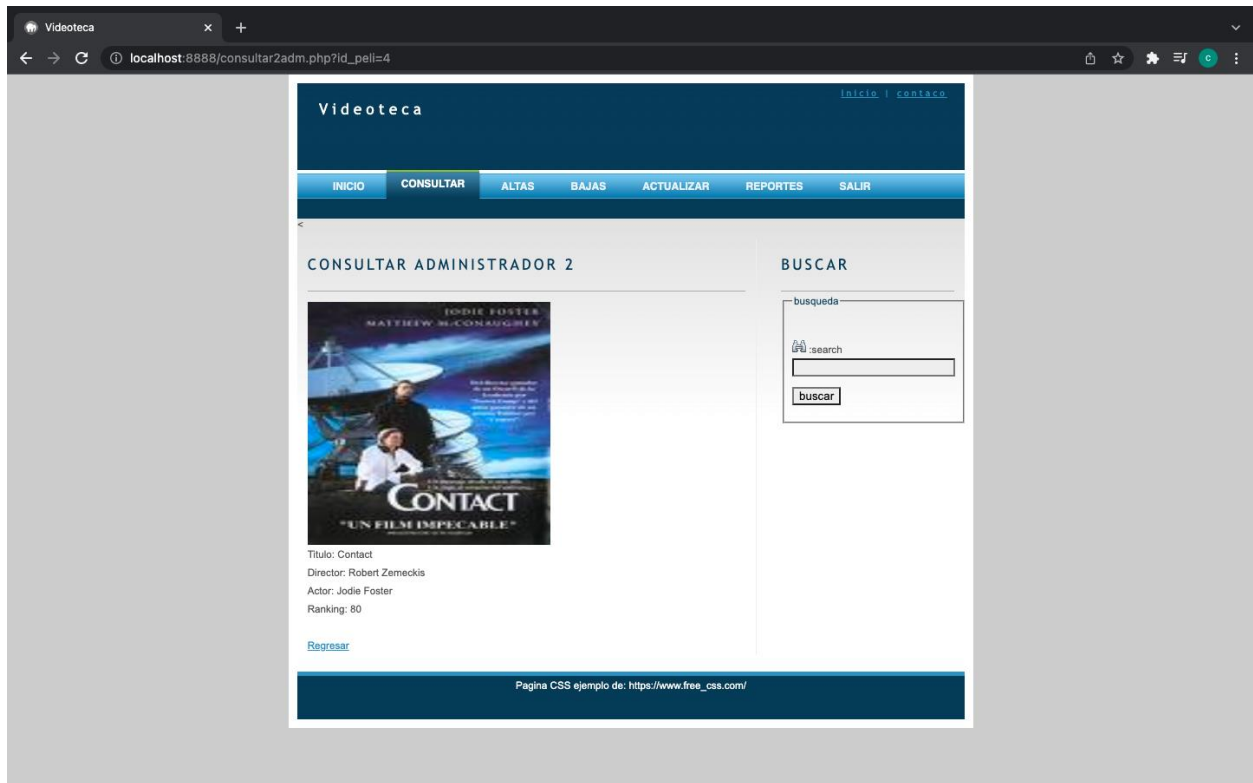 Videoteca
localhost:8888/consultar2adm.php?id_peli=4
C
Videoteca
inicio | contaco
INICIO CONSULTAR ALTAS BAJAS ACTUALIZAR REPORTES SALIR
<
CONSULTAR ADMINISTRADOR 2
JODIE FOSTER
MATTHEW McCONAUGHEY
CONTACT
"UN FILM IMPECABLE"
Titulo: Contact
Director: Robert Zemeckis
Actor: Jodie Foster
Ranking: 80
Regresar
BUSCAR
busqueda
:search
buscar
Pagina CSS ejemplo de: https://www.free_css.com/